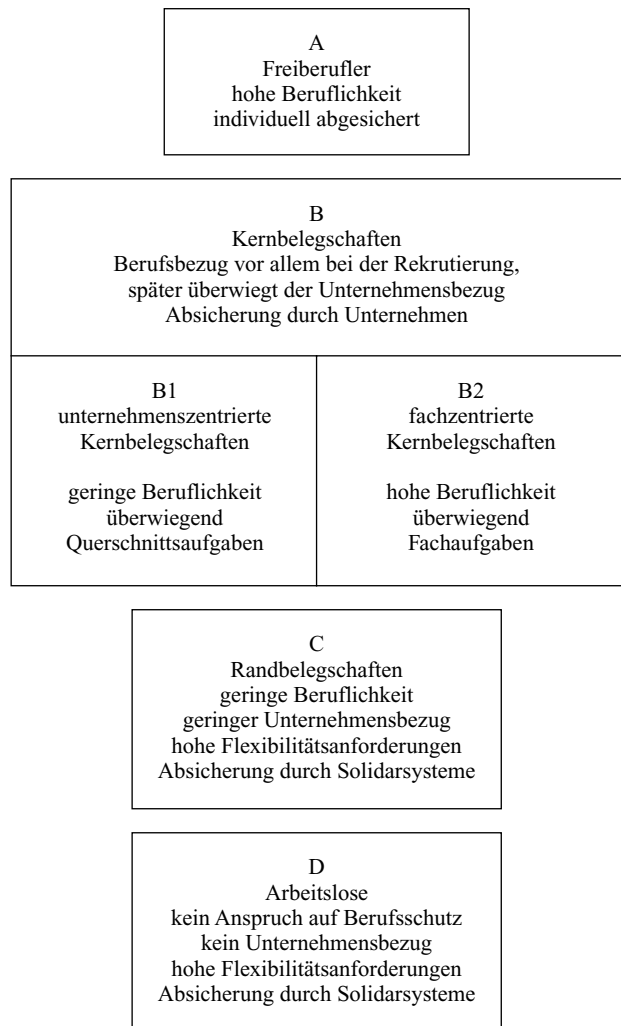 A
Freiberufler
hohe Beruflichkeit
individuell abgesichert
B
Kernbelegschaften
Berufsbezug vor allem bei der Rekrutierung,
später überwiegt der Unternehmensbezug
Absicherung durch Unternehmen
B1
unternehmenszentrierte
Kernbelegschaften
geringe Beruflichkeit
überwiegend
Querschnittsaufgaben
B2
fachzentrierte
Kernbelegschaften
hohe Beruflichkeit
überwiegend
Fachaufgaben
C
Randbelegschaften
geringe Beruflichkeit
geringer Unternehmensbezug
hohe Flexibilitätsanforderungen
Absicherung durch Solidarsysteme
D
Arbeitslose
kein Anspruch auf Berufsschutz
kein Unternehmensbezug
hohe Flexibilitätsanforderungen
Absicherung durch Solidarsysteme